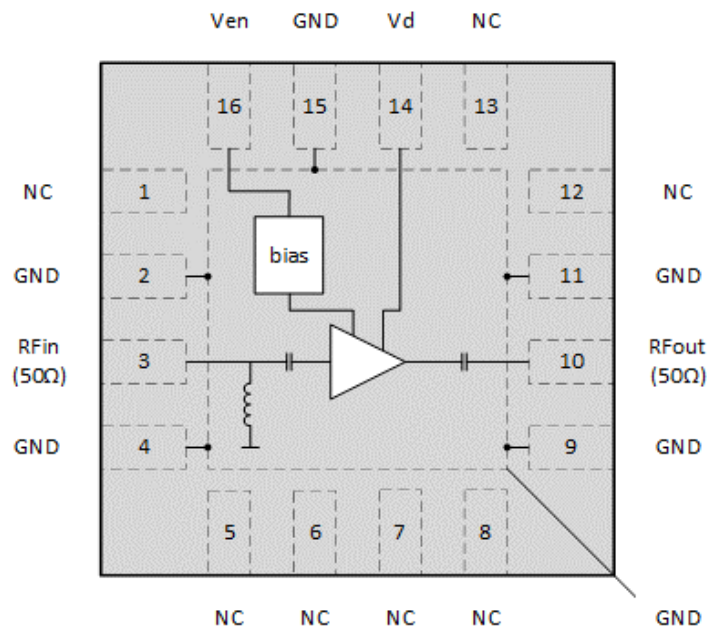 Ven GND Vd NC
16 15 14 13
NC 1 12 NC
bias
GND 2 11 GND
RFin 3 10 RFout
(50Ω) (50Ω)
GND 4 9 GND
5 6 7 8
NC NC NC NC GND